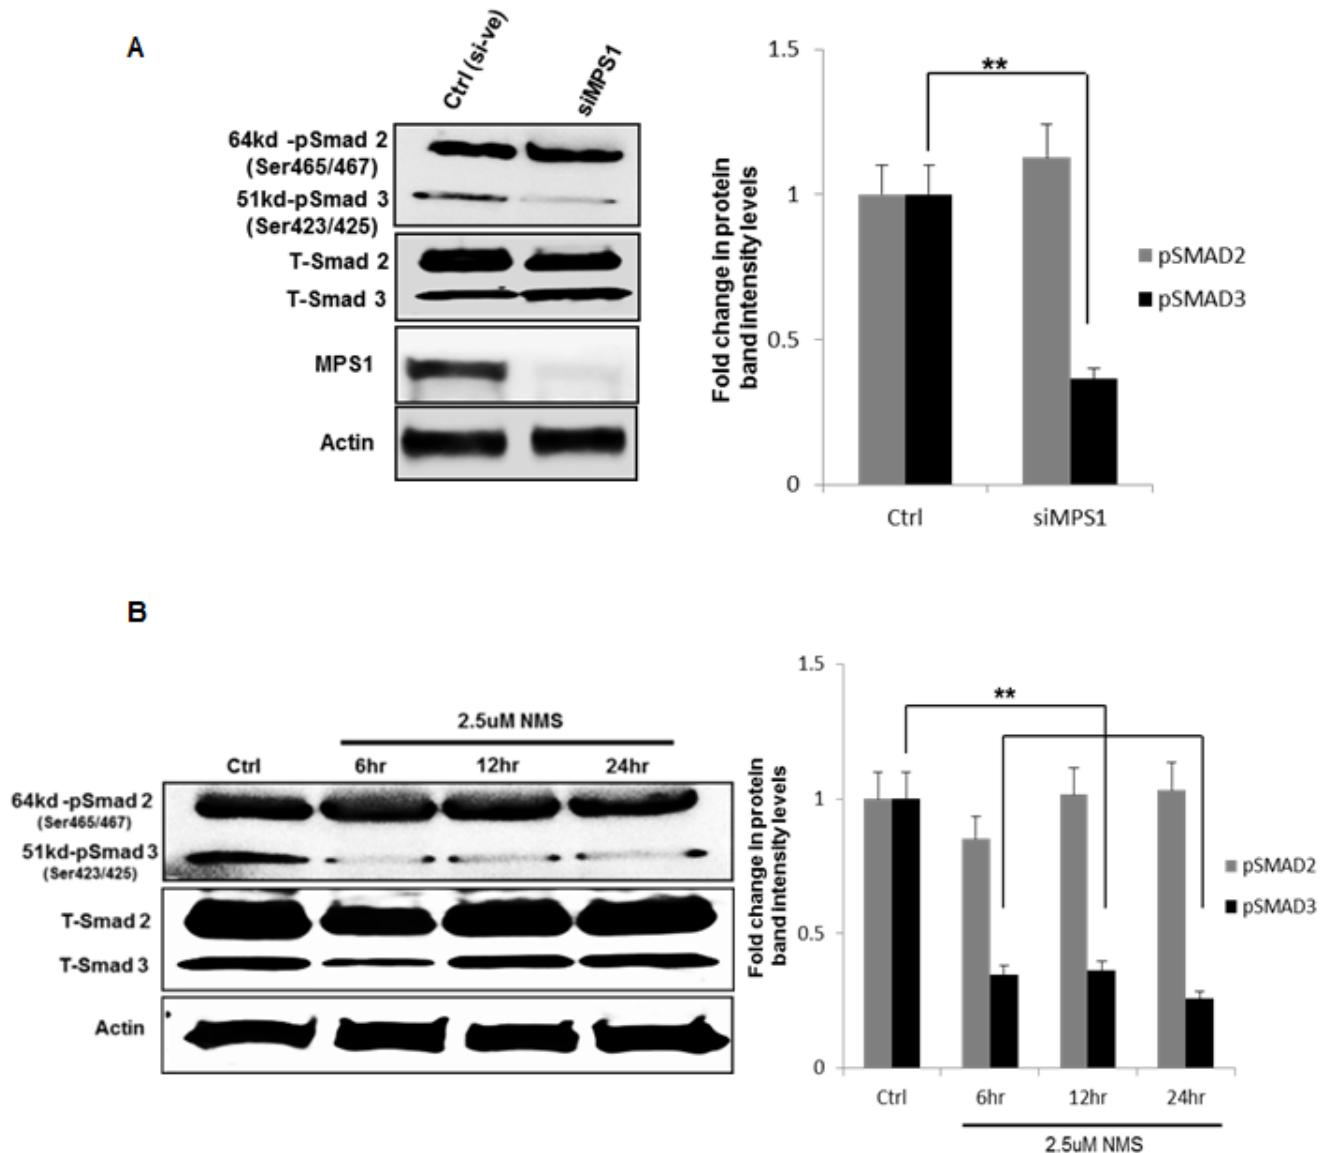 A
Ctrl (si-ve)
siMPS1
64kd -pSmad 2
(Ser465/467)
51kd-pSmad 3
(Ser423/425)
T-Smad 2
T-Smad 3
MPS1
Actin
Fold change in protein
band intensity levels
1.5
1
0.5
0
**
Ctrl
siMPS1
pSMAD2
pSMAD3
B
2.5uM NMS
Ctrl
6hr
12hr
24hr
64kd -pSmad 2
(Ser465/467)
51kd-pSmad 3
(Ser423/425)
T-Smad 2
T-Smad 3
Actin
Fold change in protein
band intensity levels
1.5
1
0.5
0
**
Ctrl
6hr
12hr
24hr
2.5uM NMS
pSMAD2
pSMAD3